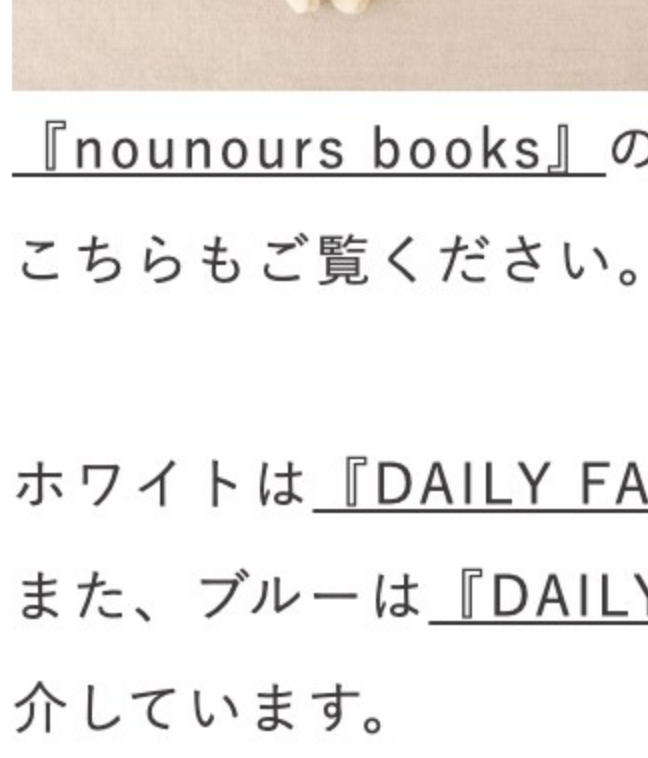 『nounours books』の
こちらもご覧ください。
ホワイトは『DAILY FA
また、ブルーは『DAILY
介しています。